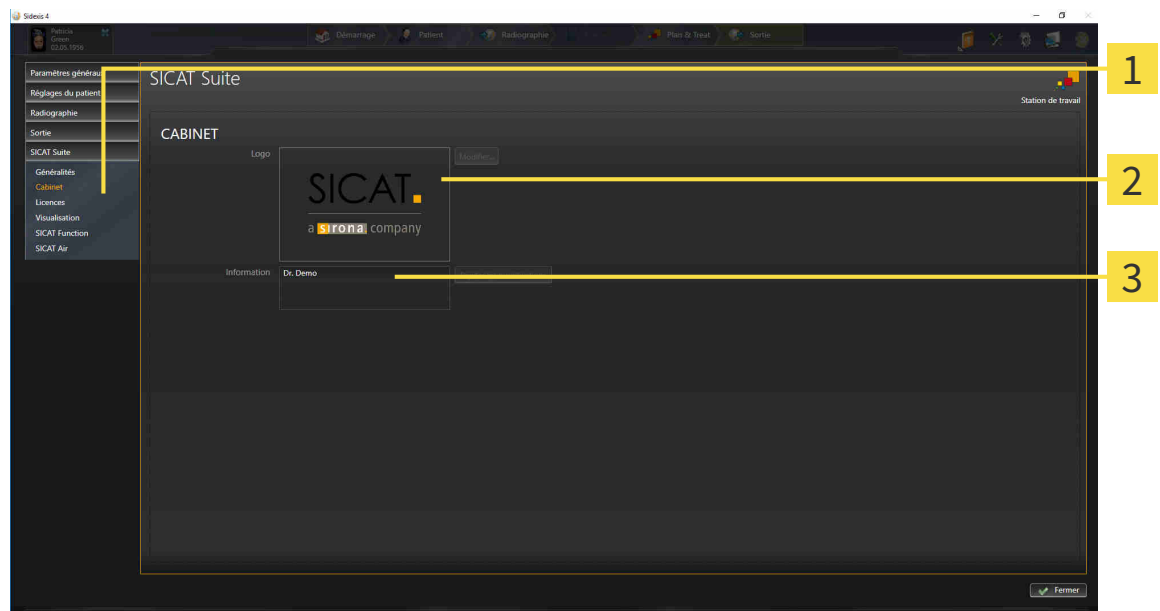 Sidexis 4
Patricia
Green
03.05.1956
Démarrage
Patient
Radiographie
Plan & Treat
Sortie
Paramètres généraux
Réglages du patient
Radiographie
Sortie
SICAT Suite
Généralités
Cabinet
Licences
Visualisation
SICAT Function
SICAT Air
SICAT Suite
Station de travail
CABINET
Logo
SICAT.
a sirona. company
Modifier...
Information
Dr. Demo
Fermer
1
2
3